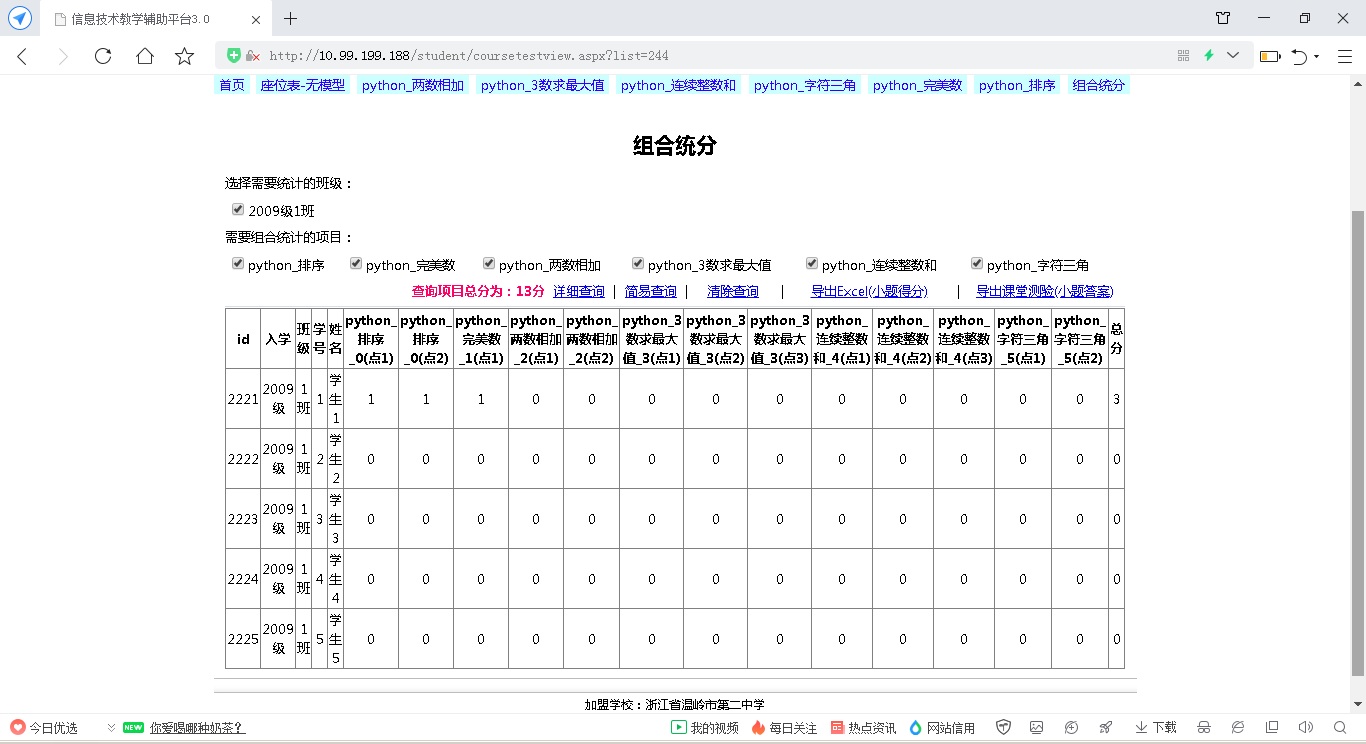 信息技术教学辅助平台3.0
http://10.99.199.188/student/coursetestview.aspx?list=244
首页 座位表-无模型 python_两数相加 python_3数求最大值 python_连续整数和 python_字符三角 python_完美数 python_排序 组合统分
组合统分
选择需要统计的班级：
2009级1班
需要组合统计的项目：
python_排序 python_完美数 python_两数相加 python_3数求最大值 python_连续整数和 python_字符三角
查询项目总分为：13分 详细查询 | 简易查询 | 清除查询 | 导出Excel(小题得分) | 导出课堂测验(小题答案)
id 入学 班级 学号 姓名 python_排序_0(点1) python_排序_0(点2) python_完美数_1(点1) python_两数相加_2(点1) python_两数相加_2(点2) python_3数求最大值_3(点1) python_3数求最大值_3(点2) python_3数求最大值_3(点3) python_连续整数和_4(点1) python_连续整数和_4(点2) python_连续整数和_4(点3) python_字符三角_5(点1) python_字符三角_5(点2) 总分
2221 2009级 1班 1 学生1 1 1 1 0 0 0 0 0 0 0 0 0 0 3
2222 2009级 1班 2 学生2 0 0 0 0 0 0 0 0 0 0 0 0 0 0
2223 2009级 1班 3 学生3 0 0 0 0 0 0 0 0 0 0 0 0 0 0
2224 2009级 1班 4 学生4 0 0 0 0 0 0 0 0 0 0 0 0 0 0
2225 2009级 1班 5 学生5 0 0 0 0 0 0 0 0 0 0 0 0 0 0
加盟学校：浙江省温岭市第二中学
今日优选 NEW 你爱喝哪种奶茶？ 我的视频 每日关注 热点资讯 网站信用 下载